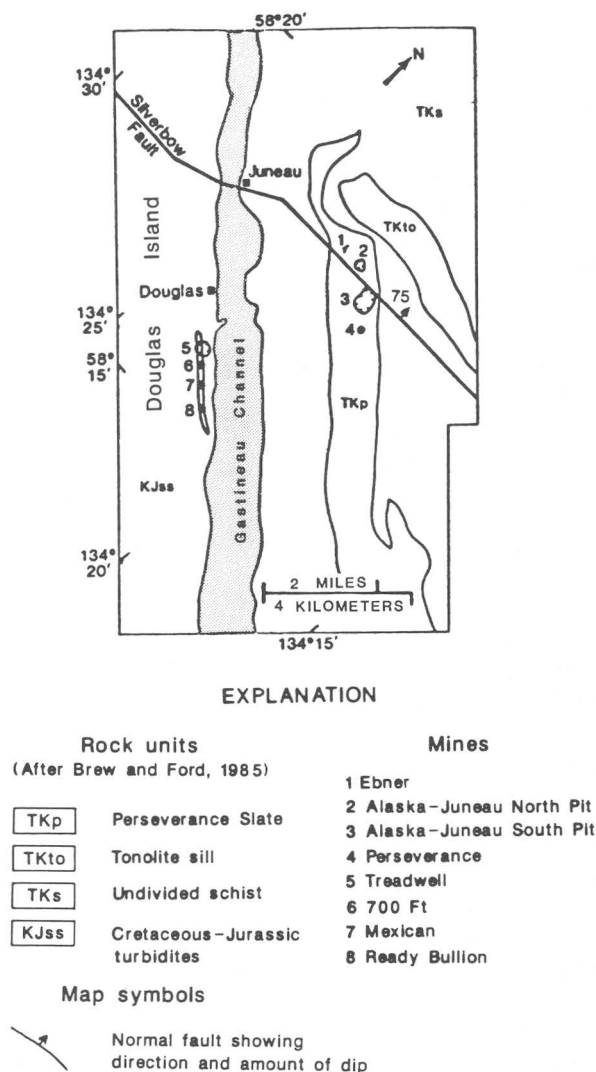 58°20'
134°
30'
N
TKs
Silverbow
Fault
Juneau
TKto
1
2
Island
Douglas
3
75
134°
25'
4
58°
15'
5
6
7
8
Douglas
Gastineau Channel
TKp
KJss
134°
20'
2 MILES
4 KILOMETERS
134°15'
EXPLANATION
Rock units
(After Brew and Ford, 1985)
TKp Perseverance Slate
TKto Tonolite sill
TKs Undivided schist
KJss Cretaceous-Jurassic
turbidites
Mines
1 Ebner
2 Alaska-Juneau North Pit
3 Alaska-Juneau South Pit
4 Perseverance
5 Treadwell
6 700 Ft
7 Mexican
8 Ready Bullion
Map symbols
Normal fault showing
direction and amount of dip